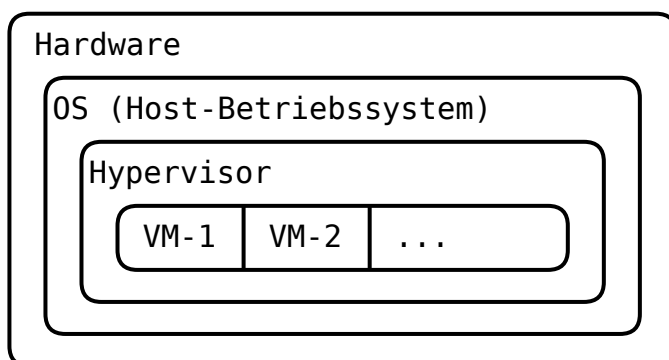 Hardware
OS (Host-Betriebssystem)
Hypervisor
VM-1 VM-2 ...